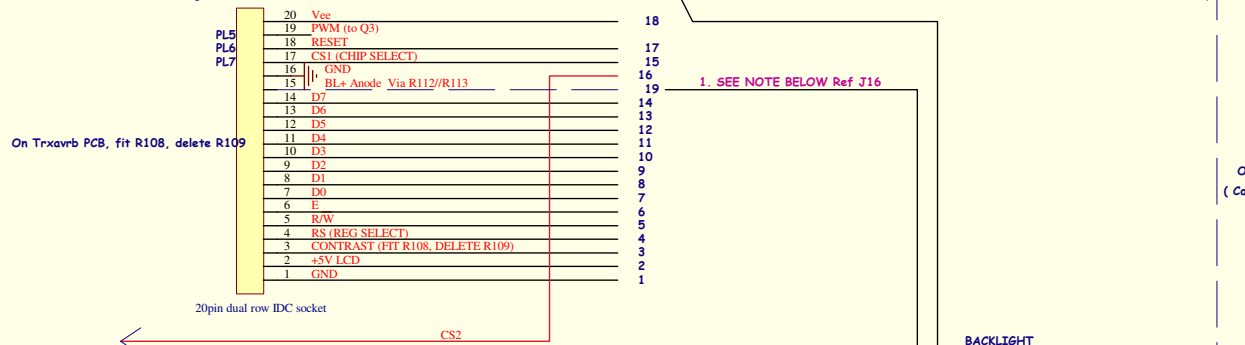 20 Vee 18
PL5 19 PWM (to Q3)
PL6 18 RESET 17
PL7 17 CS1 (CHIP SELECT) 15
16 GND 16
15 BL+ Anode Via R112//R113 19 1. SEE NOTE BELOW Ref J16
14 D7 14
13 D6 13
12 D5 12
On Trxavrb PCB, fit R108, delete R109 11 D4 11
10 D3 10
9 D2 9
8 D1 8
7 D0 7
6 E 6
5 R/W 5
4 RS (REG SELECT) 4
3 CONTRAST (FIT R108, DELETE R109) 3
2 +5V LCD 2
1 GND 1
20pin dual row IDC socket
CS2
BACKLIGHT